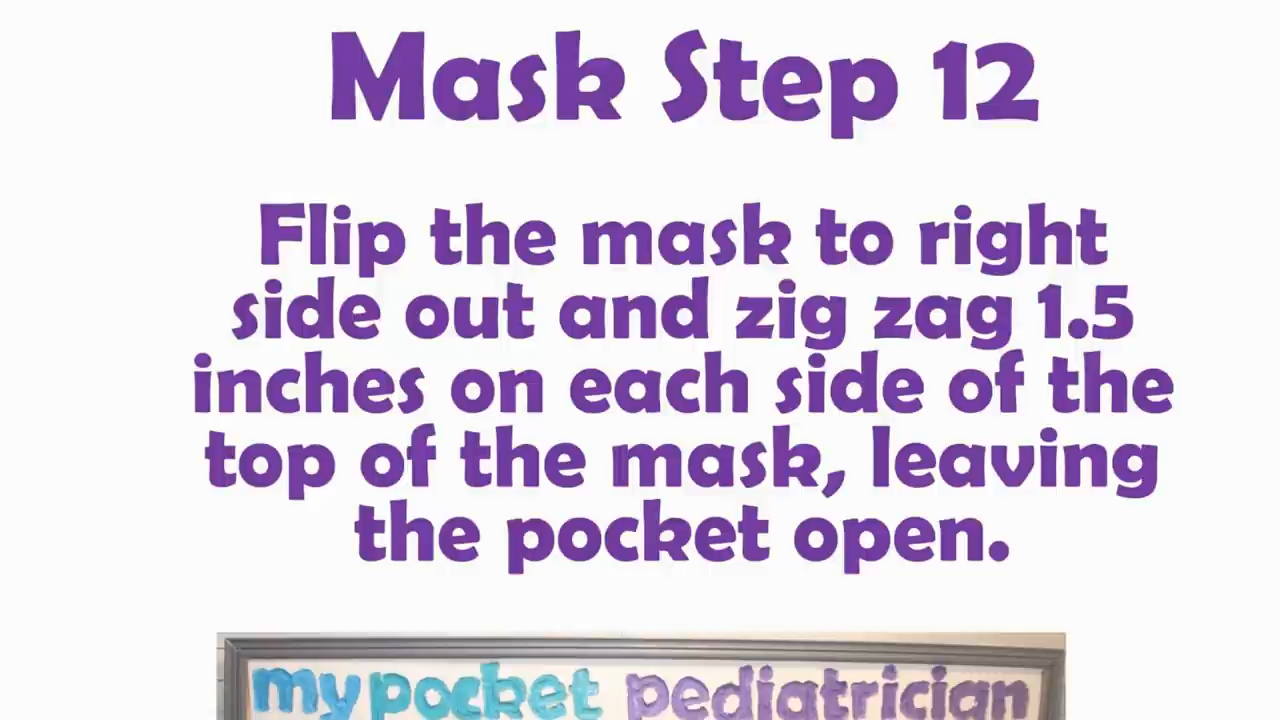 Mask Step 12
Flip the mask to right
side out and zig zag 1.5
inches on each side of the
top of the mask, leaving
the pocket open.
my pocket pediatrician